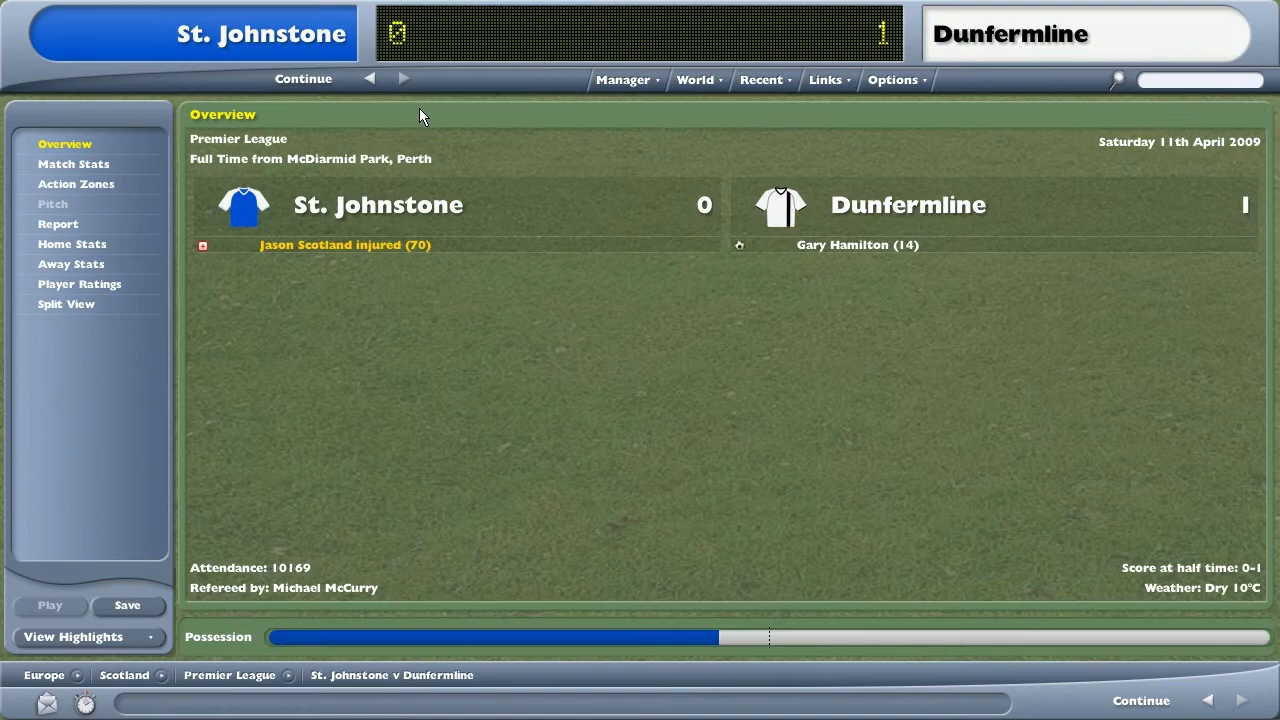 St. Johnstone
0
1
Dunfermline
Continue
Manager
World
Recent
Links
Options
Overview
Match Stats
Action Zones
Pitch
Report
Home Stats
Away Stats
Player Ratings
Split View
Play
Save
View Highlights
Overview
Premier League
Saturday 11th April 2009
Full Time from McDiarmid Park, Perth
St. Johnstone 0
Dunfermline 1
Jason Scotland injured (70)
Gary Hamilton (14)
Attendance: 10169
Score at half time: 0-1
Refereed by: Michael McCurry
Weather: Dry 10°C
Possession
Europe
Scotland
Premier League
St. Johnstone v Dunfermline
Continue